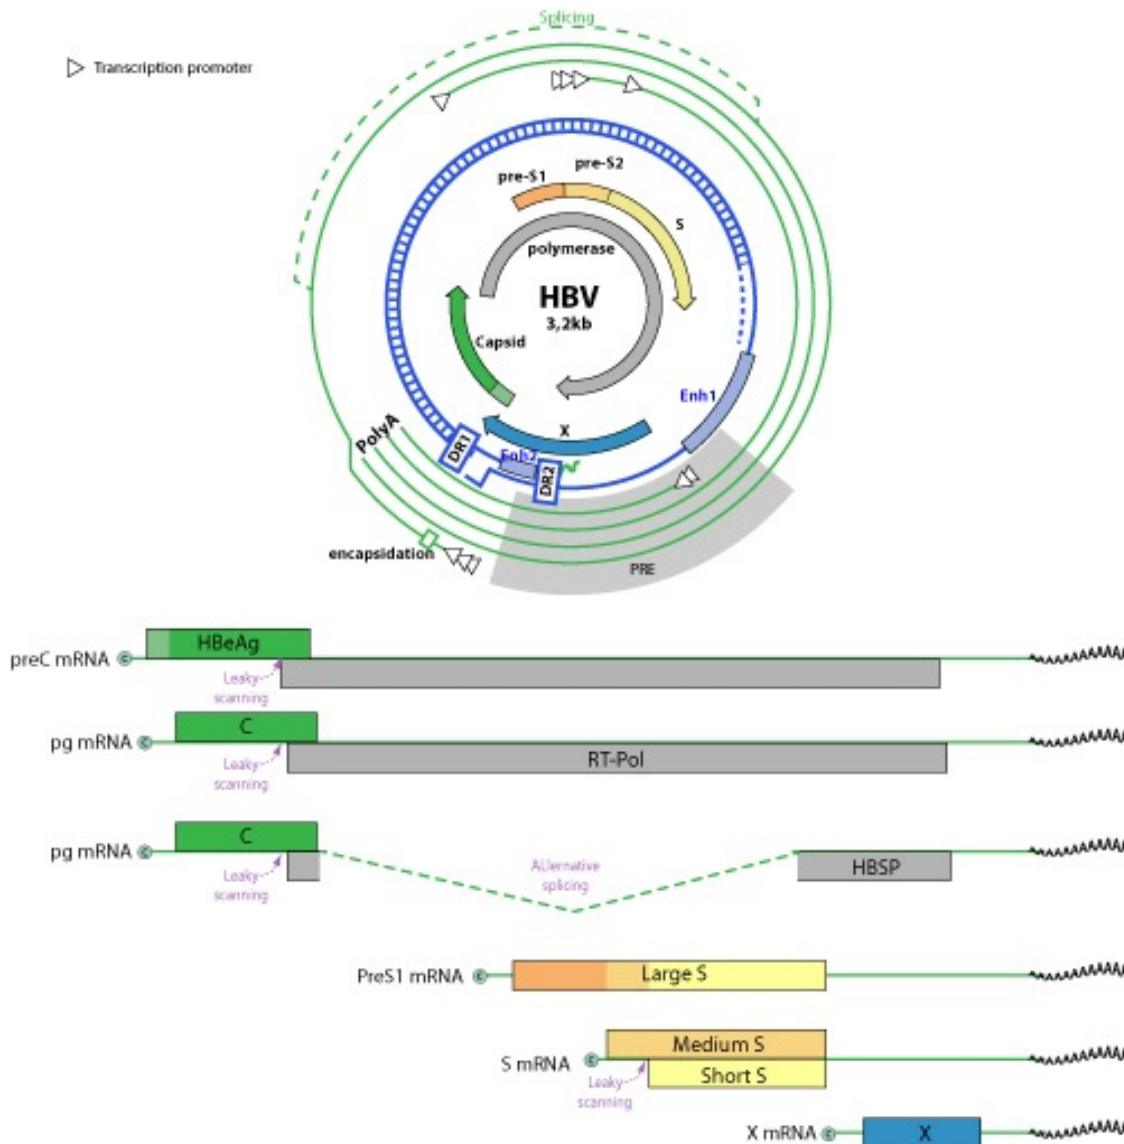 Splicing
Transcription promoter
pre-S1
pre-S2
S
polymerase
HBV
3,2kb
Capsid
Enh1
X
PolyA
DR1
Enh2
DR2
encapsidation
PRE
HBeAg
preC mRNA
C
Leaky
scanning
C
pg mRNA
C
Leaky
scanning
RT-Pol
C
pg mRNA
C
Leaky
scanning
AUernative
splicing
HBSP
PreS1 mRNA
C
Large S
Medium S
S mRNA
C
Short S
Leaky
scanning
X mRNA
C
X